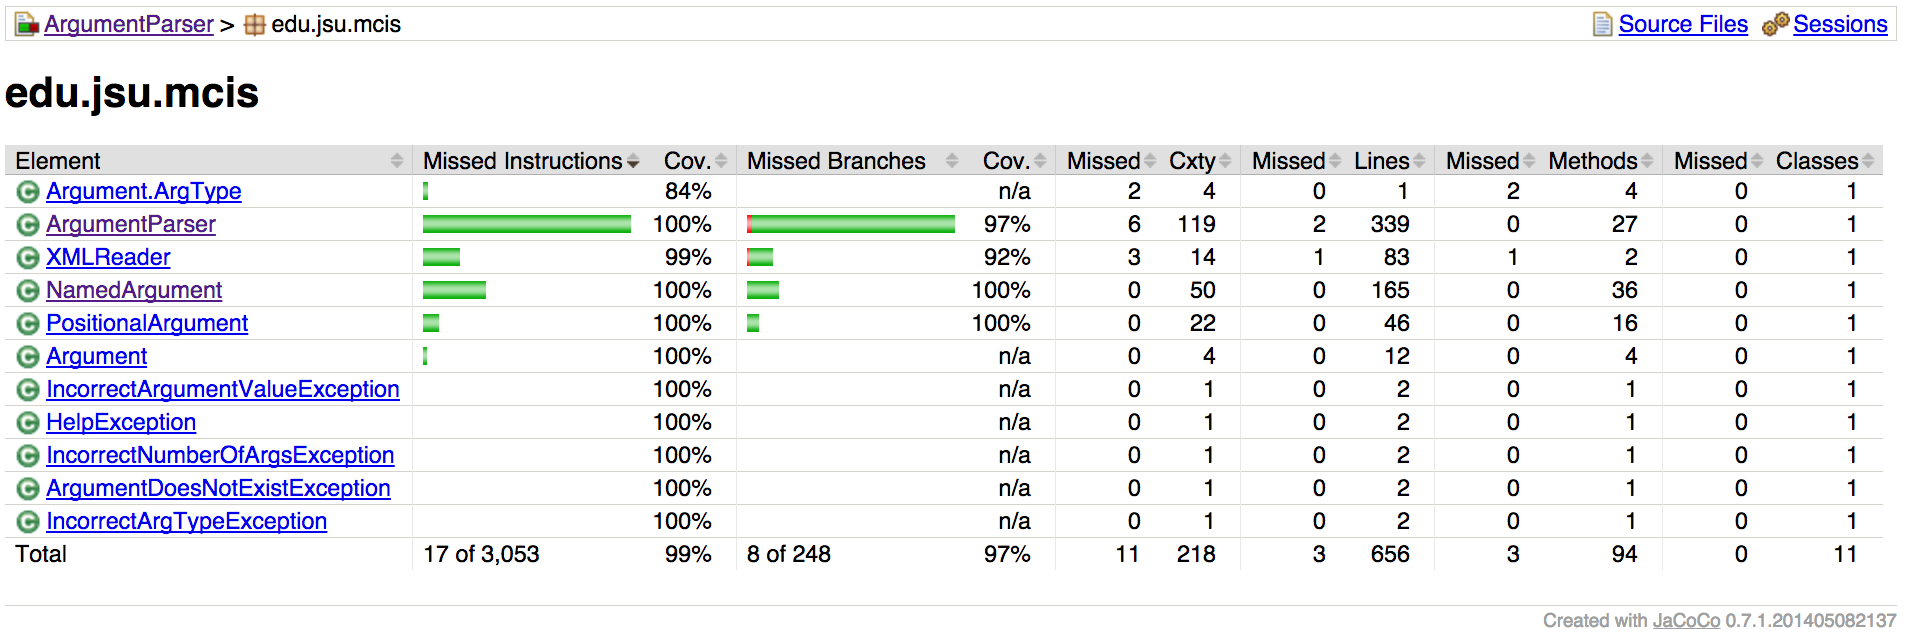 ArgumentParser > edu.jsu.mcis Source Files Sessions
edu.jsu.mcis
Element Missed Instructions Cov. Missed Branches Cov. Missed Cxty Missed Lines Missed Methods Missed Classes
Argument.ArgType 84% n/a 2 4 0 1 2 4 0 1
ArgumentParser 100% 97% 6 119 2 339 0 27 0 1
XMLReader 99% 92% 3 14 1 83 1 2 0 1
NamedArgument 100% 100% 0 50 0 165 0 36 0 1
PositionalArgument 100% 100% 0 22 0 46 0 16 0 1
Argument 100% n/a 0 4 0 12 0 4 0 1
IncorrectArgumentValueException 100% n/a 0 1 0 2 0 1 0 1
HelpException 100% n/a 0 1 0 2 0 1 0 1
IncorrectNumberOfArgsException 100% n/a 0 1 0 2 0 1 0 1
ArgumentDoesNotExistException 100% n/a 0 1 0 2 0 1 0 1
IncorrectArgTypeException 100% n/a 0 1 0 2 0 1 0 1
Total 17 of 3,053 99% 8 of 248 97% 11 218 3 656 3 94 0 11
Created with JaCoCo 0.7.1.201405082137